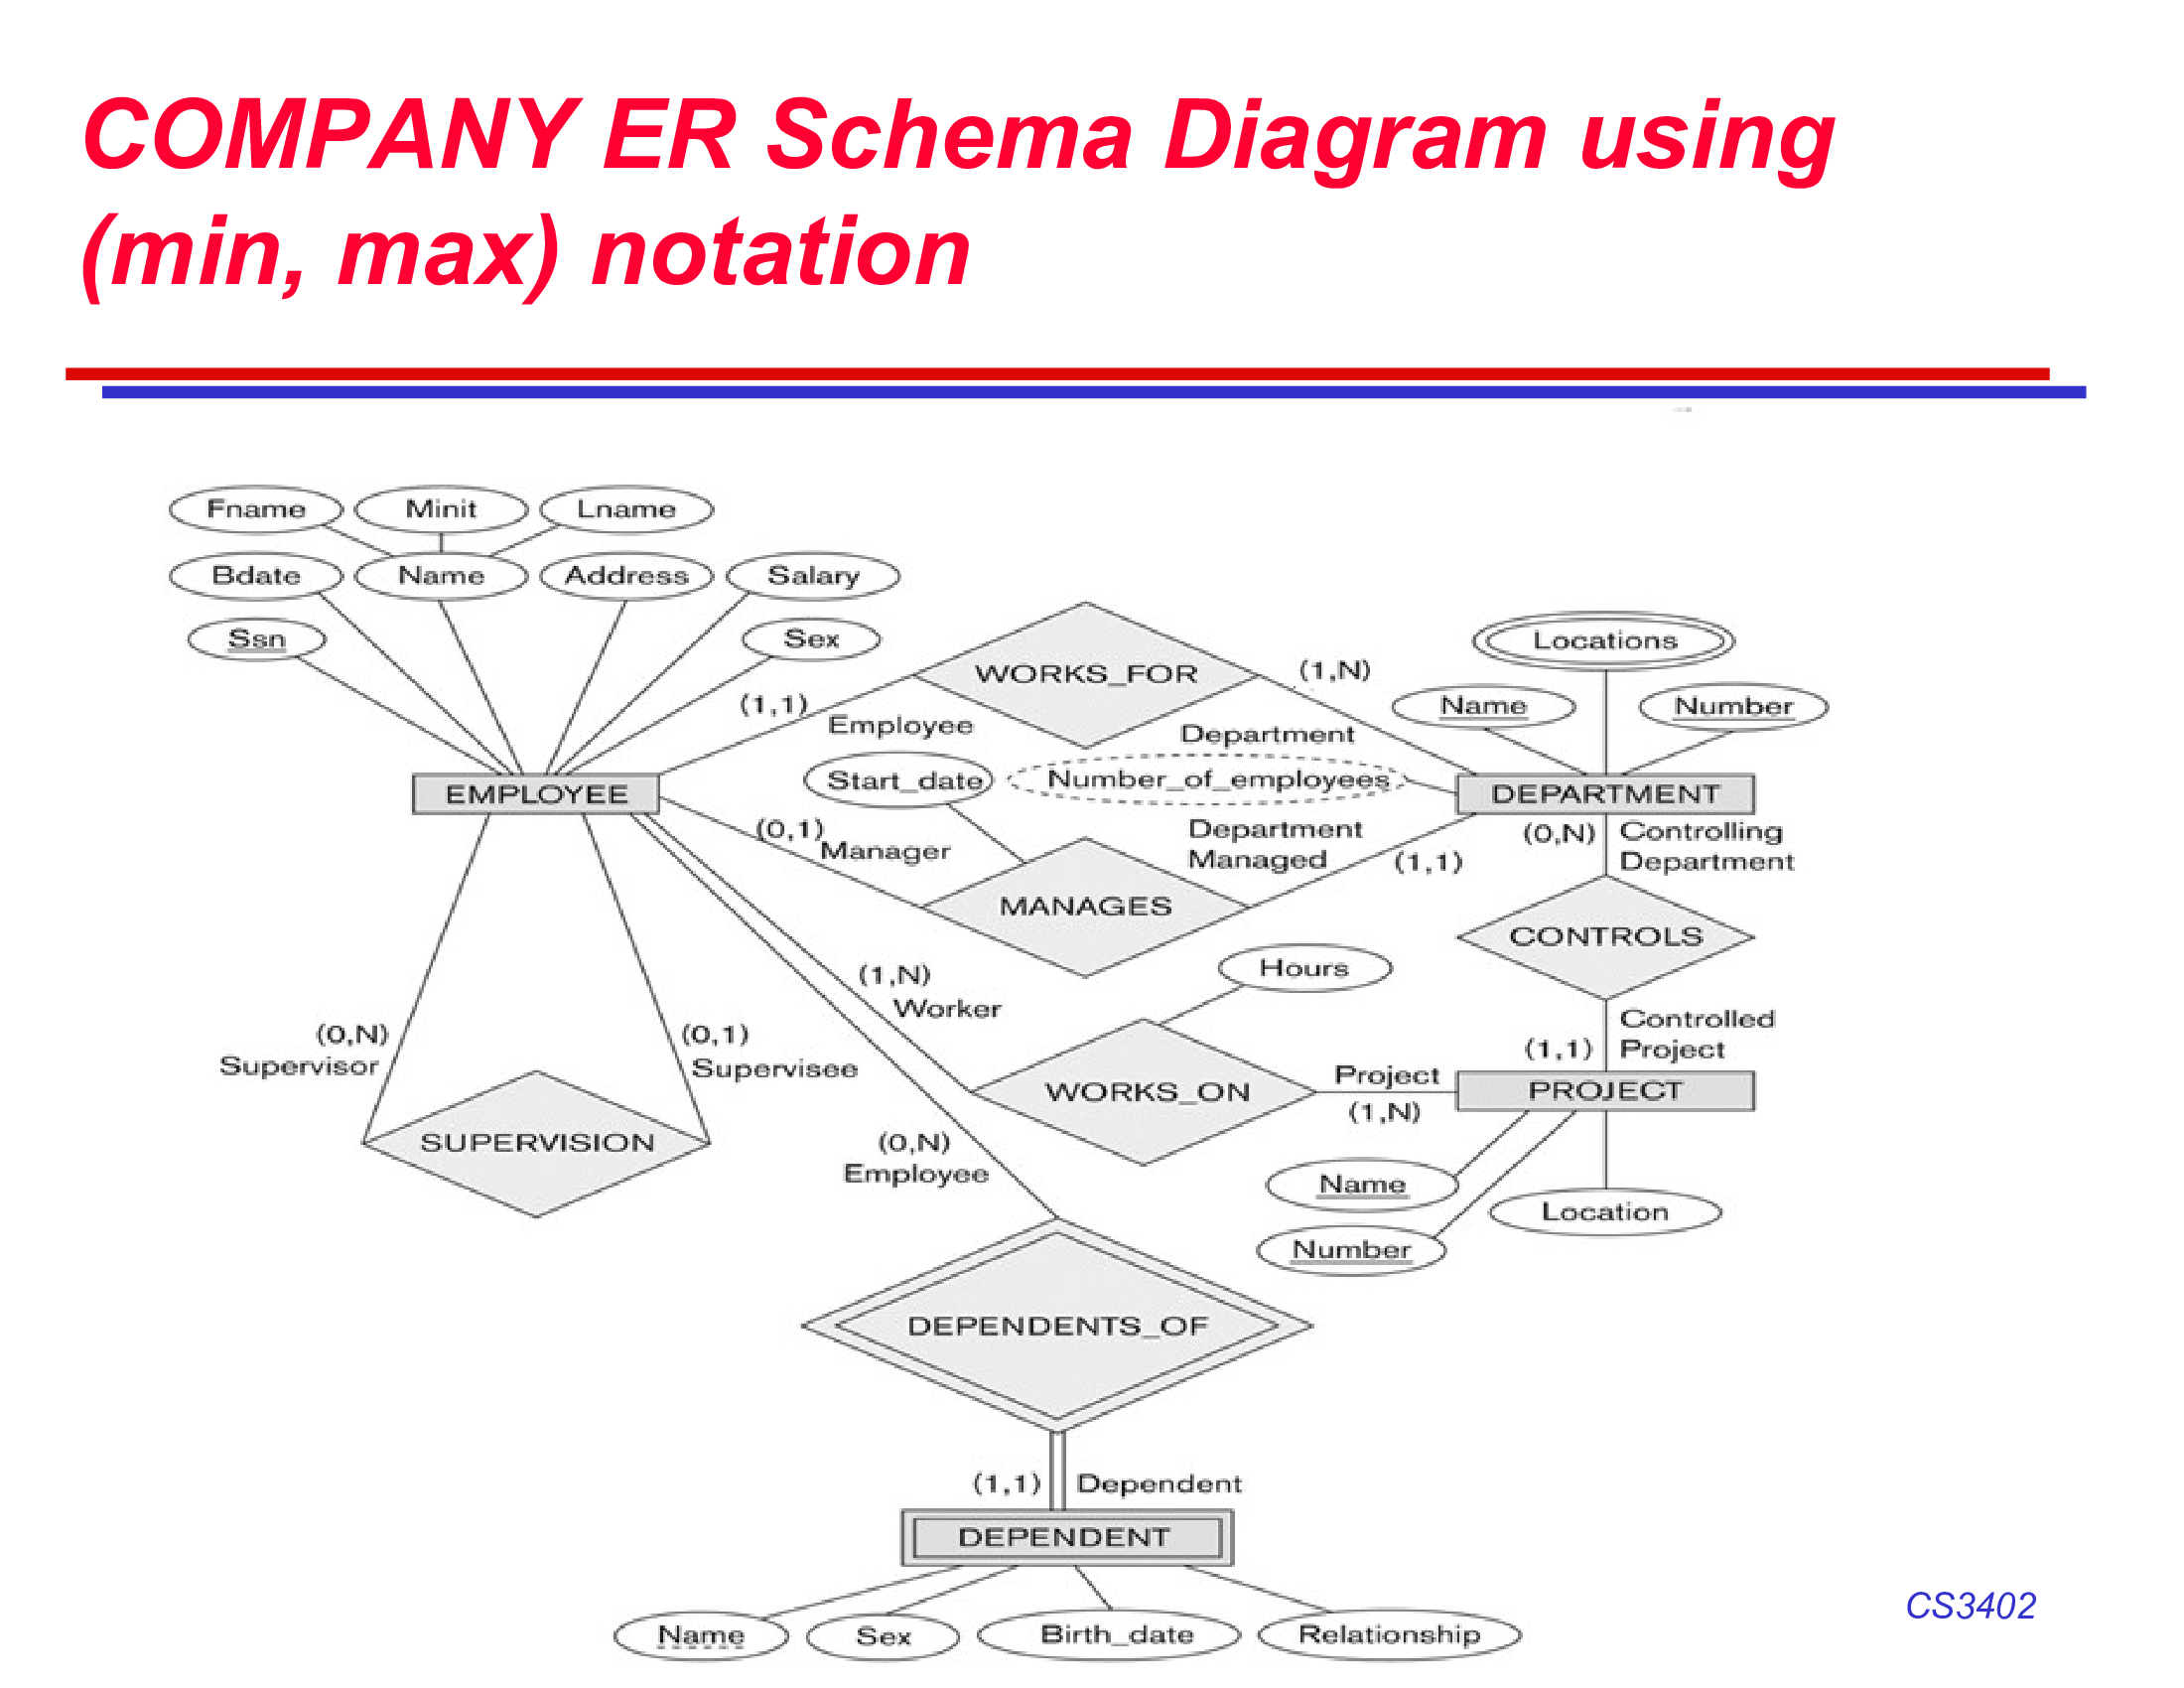 COMPANY ER Schema Diagram using
(min, max) notation
Fname
Minit
Lname
Bdate
Name
Address
Salary
Ssn
Sex
WORKS_FOR
(1,N)
Locations
(1,1)
Employee
Department
Name
Number
Start_date
Number_of_employees
EMPLOYEE
DEPARTMENT
(0,1)
Manager
Department
Managed
(1,1)
(0,N)
Controlling
Department
MANAGES
CONTROLS
(1,N)
Worker
Hours
(0,N)
Supervisor
(0,1)
Supervisee
Controlled
(1,1)
Project
WORKS_ON
Project
(1,N)
PROJECT
SUPERVISION
(0,N)
Employee
Name
Location
Number
DEPENDENTS_OF
(1,1)
Dependent
DEPENDENT
Name
Sex
Birth_date
Relationship
CS3402